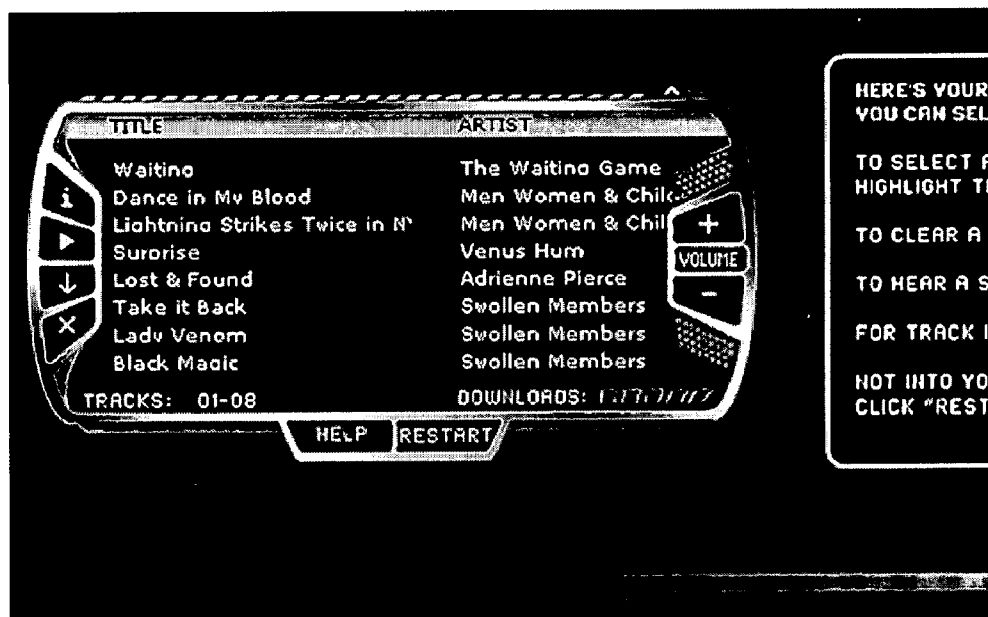 TITLE ARTIST
Waiting The Waiting Game
Dance in My Blood Men Women & Chil
Lightning Strikes Twice in N Men Women & Chil
Surprise Venus Hum
Lost & Found Adrienne Pierce
Take it Back Swollen Members
Lady Venom Swollen Members
Black Magic Swollen Members
TRACKS: 01-08 DOWNLOADS:
i
+
VOLUME
-
HELP RESTART
HERE'S YOUR
YOU CAN SEL
TO SELECT A
HIGHLIGHT T
TO CLEAR A
TO HEAR A S
FOR TRACK I
NOT INTO YO
CLICK "REST